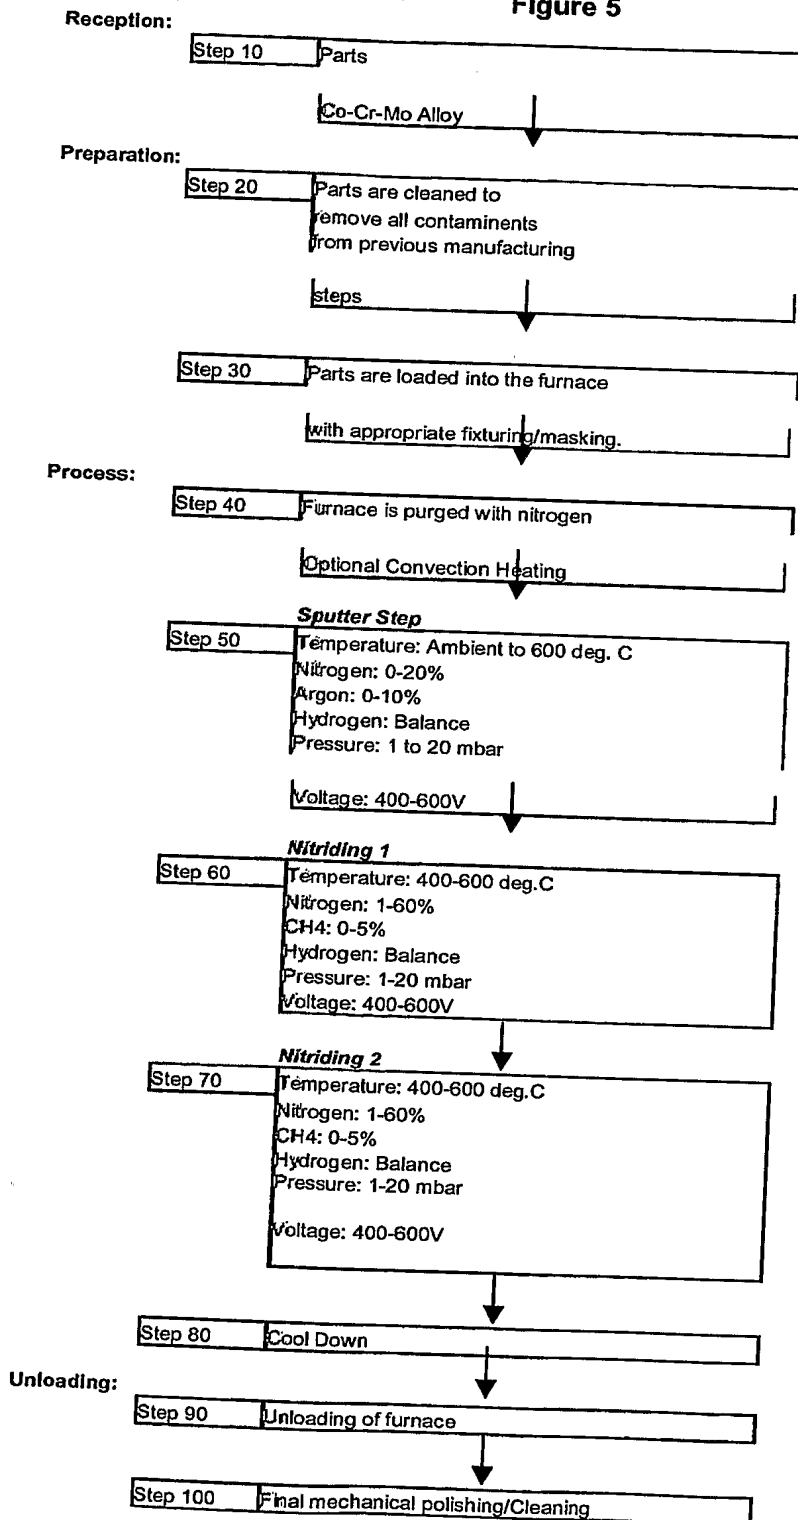 Figure 5
Reception:
Step 10 Parts
Co-Cr-Mo Alloy
Preparation:
Step 20 Parts are cleaned to
remove all contaminents
from previous manufacturing
steps
Step 30 Parts are loaded into the furnace
with appropriate fixturing/masking.
Process:
Step 40 Furnace is purged with nitrogen
Optional Convection Heating
Sputter Step
Step 50 Temperature: Ambient to 600 deg. C
Nitrogen: 0-20%
Argon: 0-10%
Hydrogen: Balance
Pressure: 1 to 20 mbar
Voltage: 400-600V
Nitriding 1
Step 60 Temperature: 400-600 deg.C
Nitrogen: 1-60%
CH4: 0-5%
Hydrogen: Balance
Pressure: 1-20 mbar
Voltage: 400-600V
Nitriding 2
Step 70 Temperature: 400-600 deg.C
Nitrogen: 1-60%
CH4: 0-5%
Hydrogen: Balance
Pressure: 1-20 mbar
Voltage: 400-600V
Step 80 Cool Down
Unloading:
Step 90 Unloading of furnace
Step 100 Final mechanical polishing/Cleaning